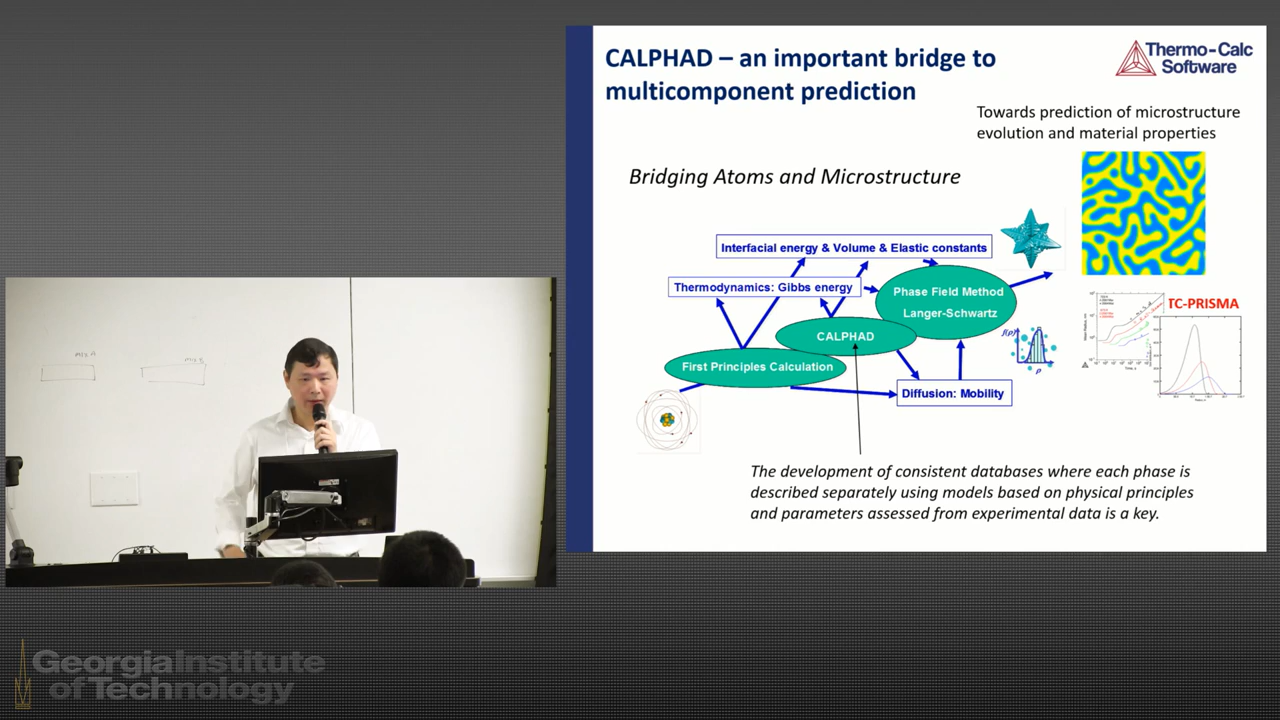 CALPHAD – an important bridge to
multicomponent prediction
Thermo-Calc
Software
Towards prediction of microstructure
evolution and material properties
Bridging Atoms and Microstructure
Interfacial energy & Volume & Elastic constants
Thermodynamics: Gibbs energy
Phase Field Method
Langer-Schwartz
CALPHAD
First Principles Calculation
Diffusion: Mobility
f(ρ)
ρ
TC-PRISMA
The development of consistent databases where each phase is
described separately using models based on physical principles
and parameters assessed from experimental data is a key.
MIX A
Georgia Institute
of Technology